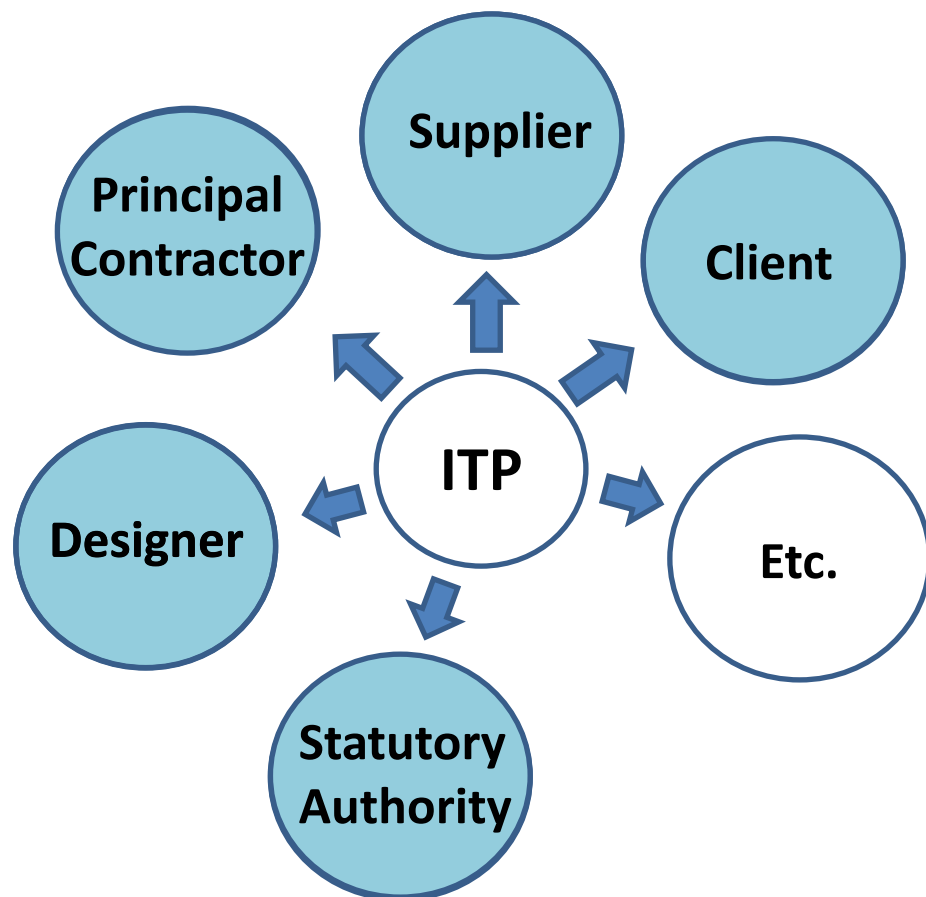 Supplier
Principal
Contractor
Client
ITP
Designer
Etc.
Statutory
Authority